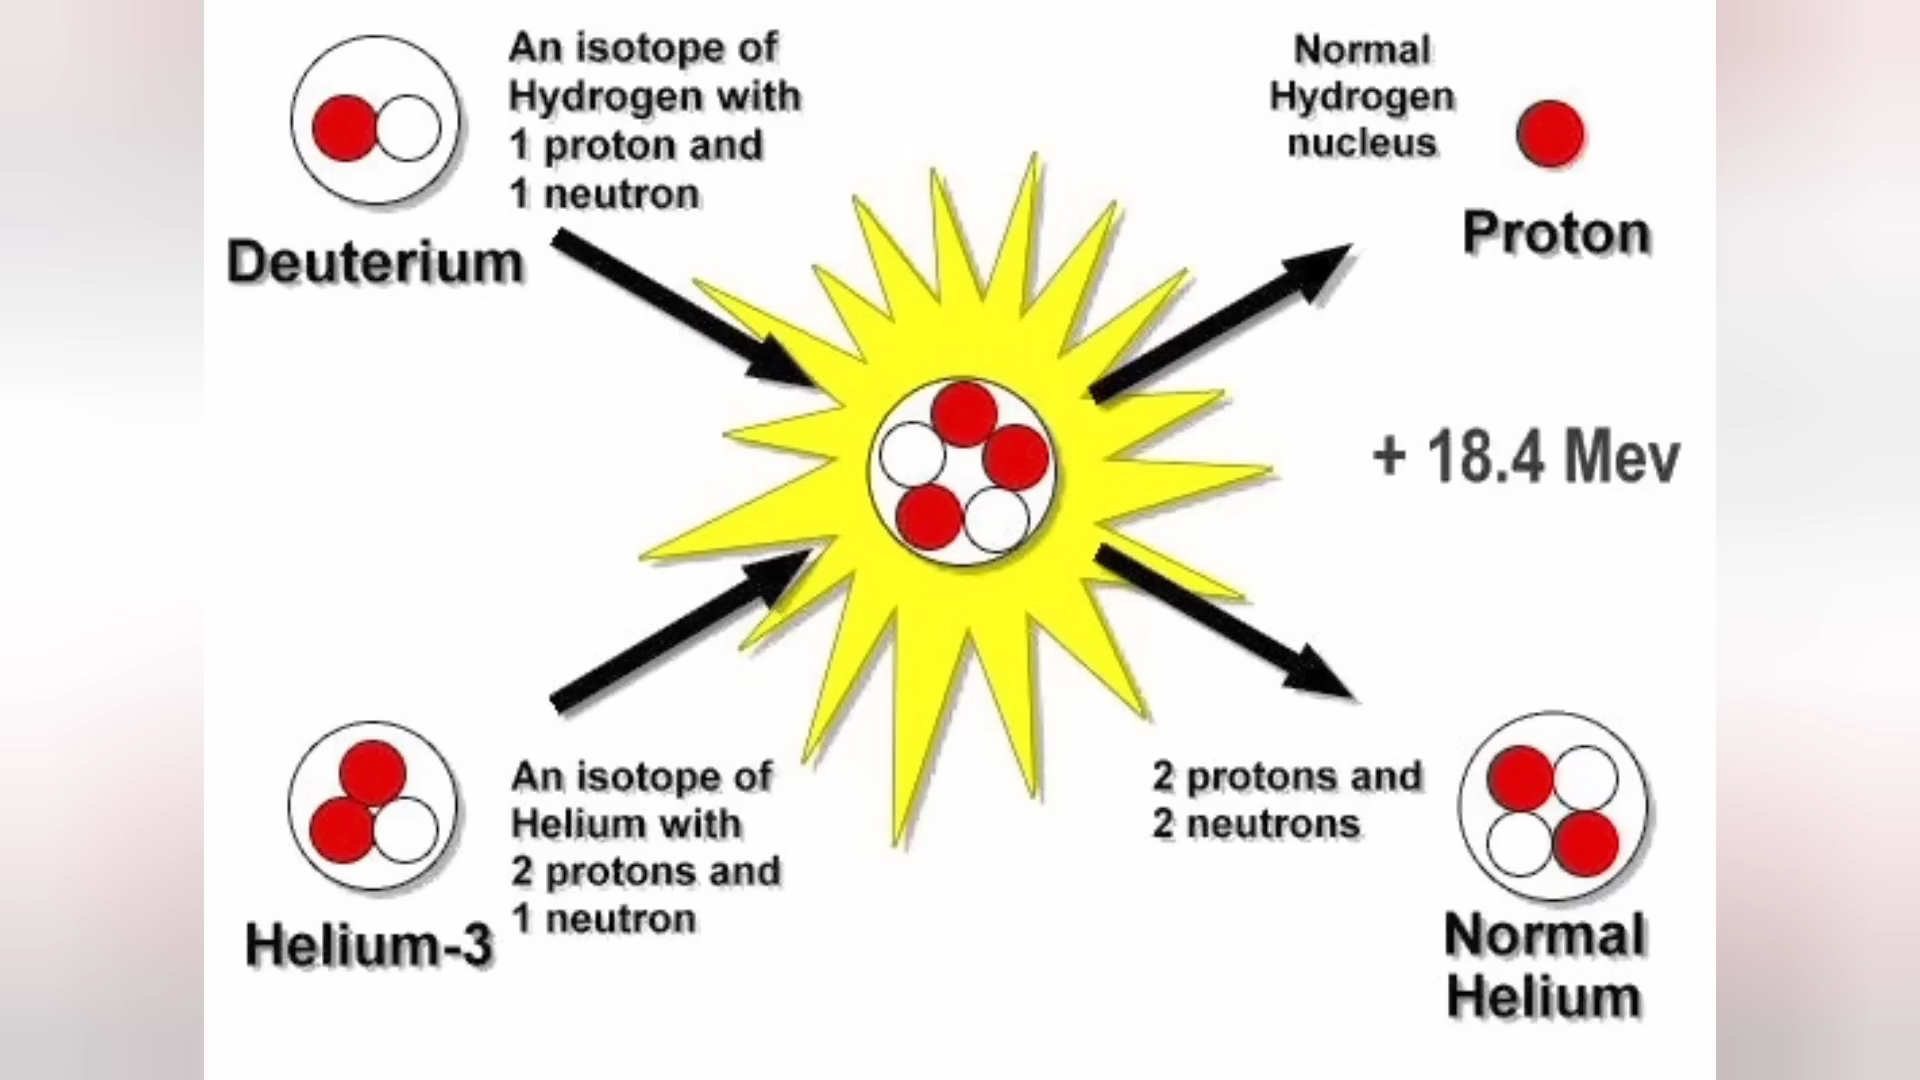 An isotope of
Hydrogen with
1 proton and
1 neutron
Deuterium
Normal
Hydrogen
nucleus
Proton
+ 18.4 Mev
An isotope of
Helium with
2 protons and
1 neutron
Helium-3
2 protons and
2 neutrons
Normal
Helium